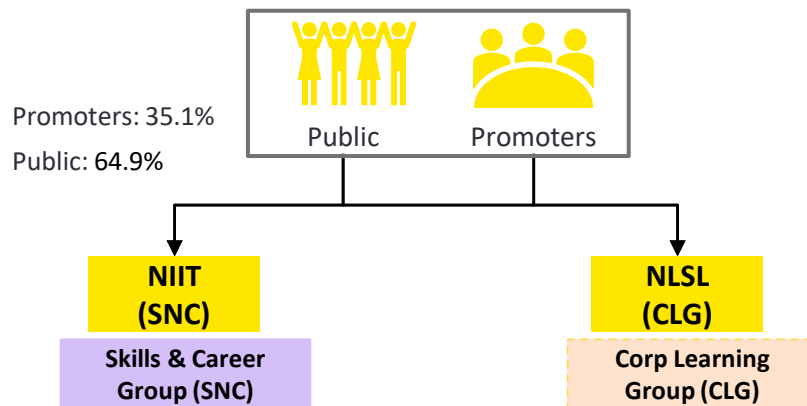 Promoters: 35.1%
Public: 64.9%
Public
Promoters
NIIT
(SNC)
Skills & Career
Group (SNC)
NLSL
(CLG)
Corp Learning
Group (CLG)